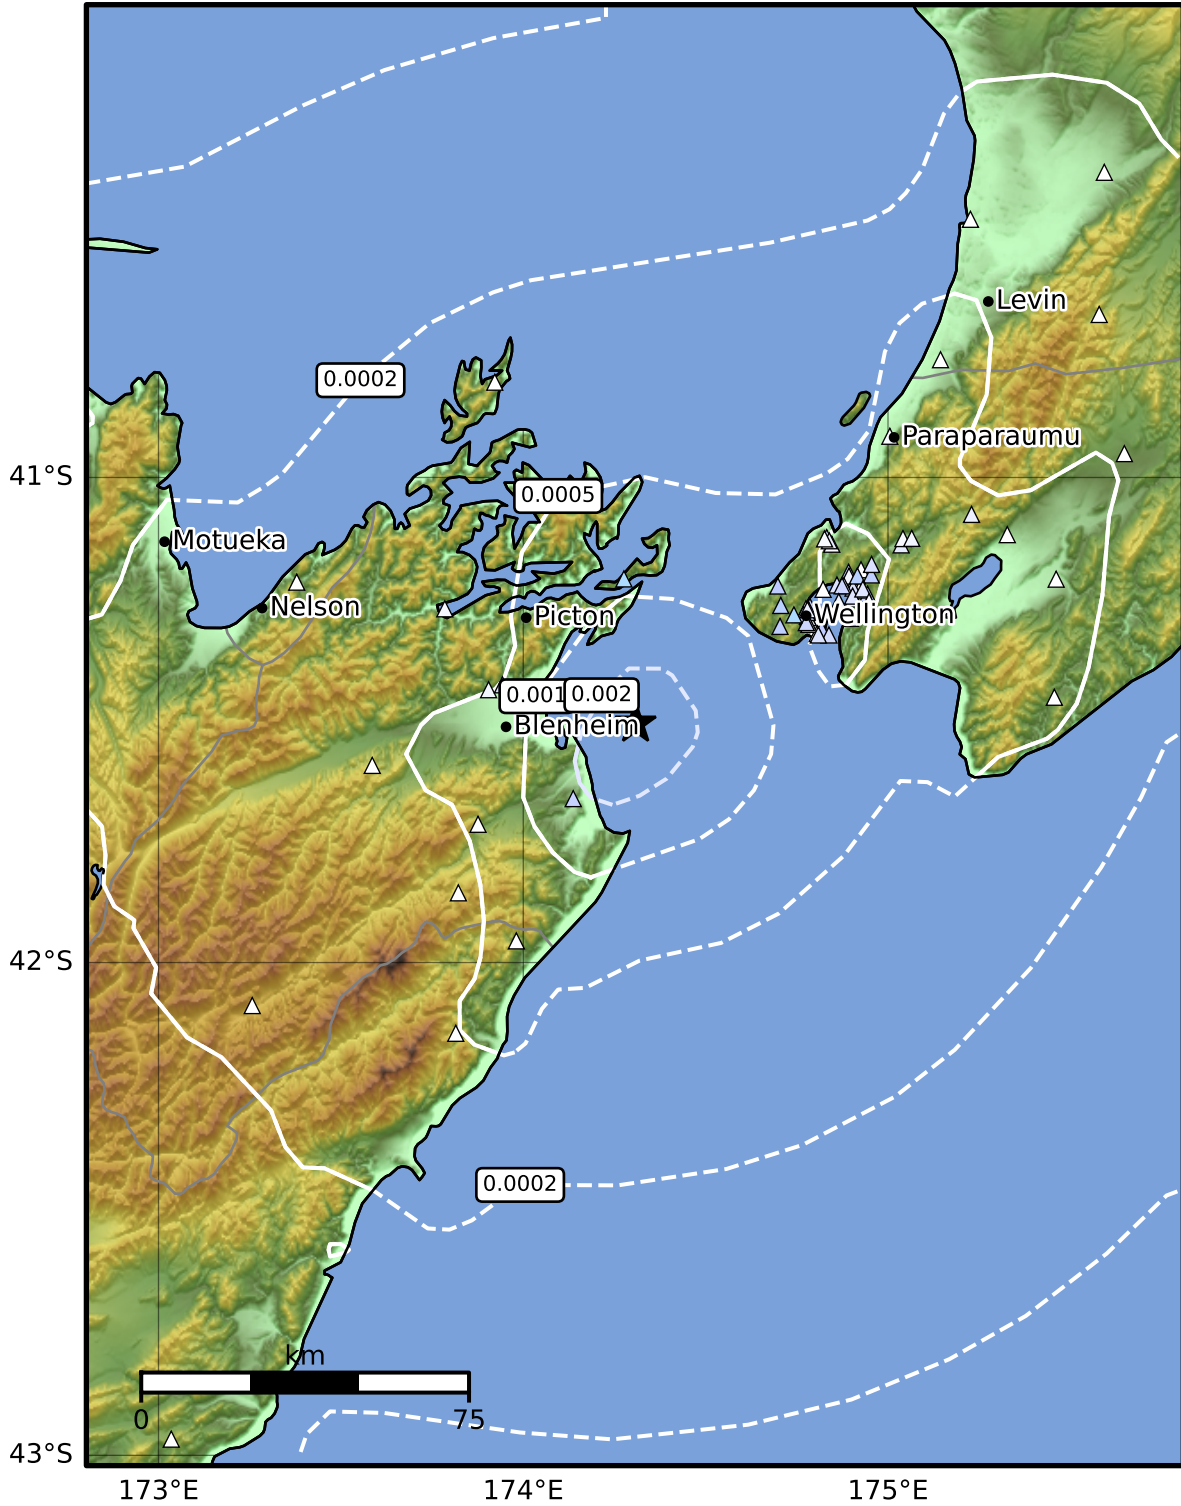 Levin
0.0002
Paraparaumu
41°S
0.0005
Motueka
Nelson
Picton
Wellington
0.001
0.002
Blenheim
42°S
0.0002
km
0
75
43°S
173°E
174°E
175°E